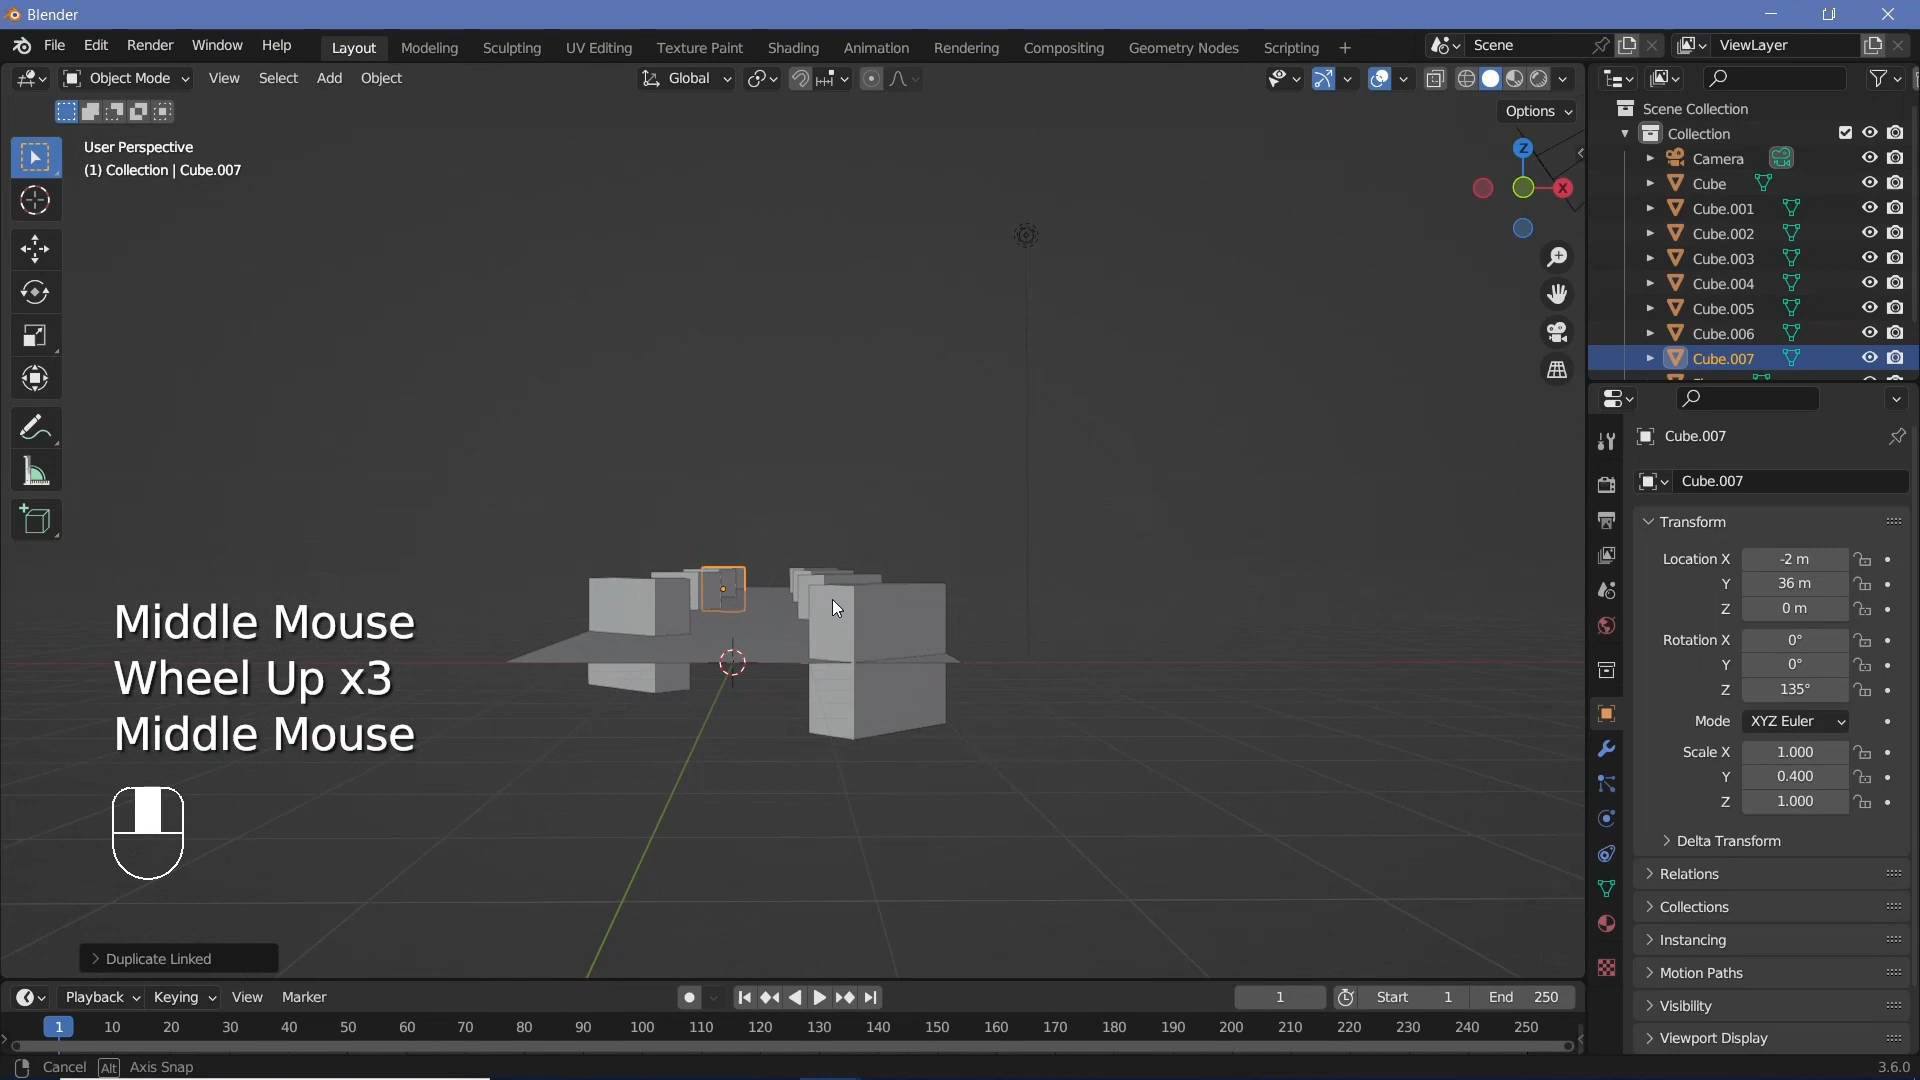 Blender
File Edit Render Window Help
Layout Modeling Sculpting UV Editing Texture Paint Shading Animation Rendering Compositing Geometry Nodes Scripting +
Scene
ViewLayer
Object Mode View Select Add Object
Global
Options
User Perspective
(1) Collection | Cube.007
Z
X
Scene Collection
Collection
Camera
Cube
Cube.001
Cube.002
Cube.003
Cube.004
Cube.005
Cube.006
Cube.007
Cube.007
Cube.007
Transform
Location X -2 m
Y 36 m
Z 0 m
Rotation X 0°
Y 0°
Z 135°
Mode XYZ Euler
Scale X 1.000
Y 0.400
Z 1.000
Delta Transform
Relations
Collections
Instancing
Motion Paths
Visibility
Viewport Display
Middle Mouse
Wheel Up x3
Middle Mouse
Duplicate Linked
Playback Keying View Marker
1
Start 1
End 250
1 10 20 30 40 50 60 70 80 90 100 110 120 130 140 150 160 170 180 190 200 210 220 230 240 250
Cancel Alt Axis Snap
3.6.0